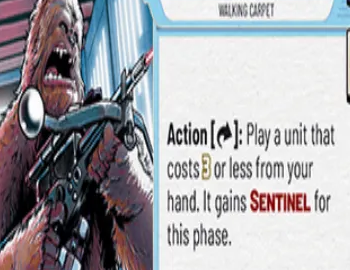 WALKING CARPET
Action [↷]: Play a unit that
costs 3 or less from your
hand. It gains SENTINEL for
this phase.